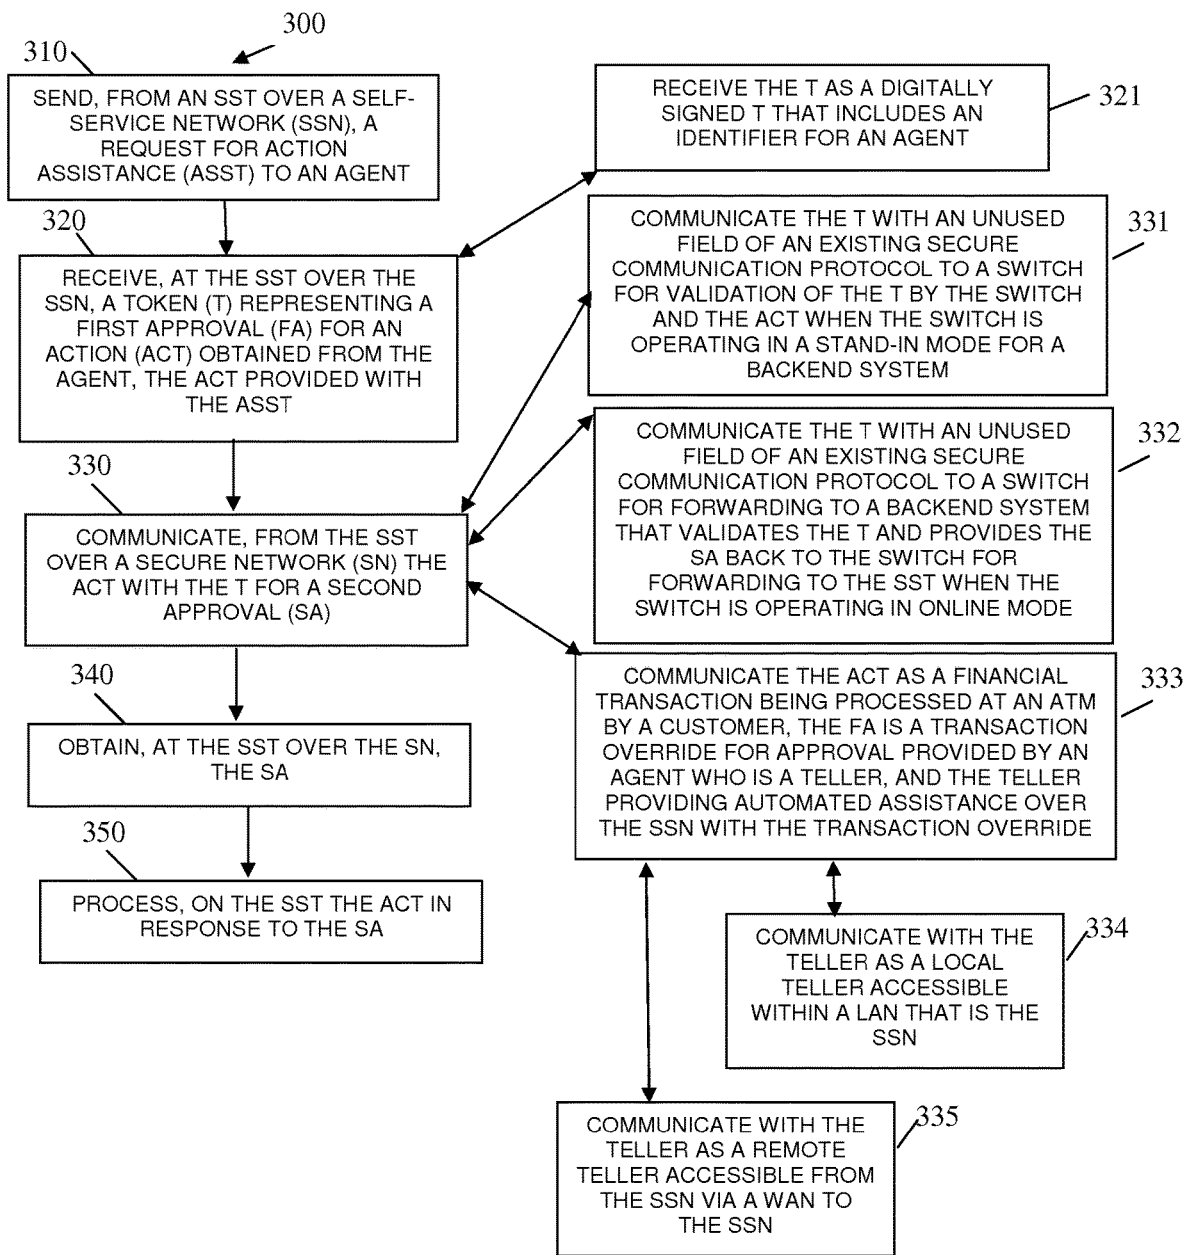 300
310
SEND, FROM AN SST OVER A SELF-
SERVICE NETWORK (SSN), A
REQUEST FOR ACTION
ASSISTANCE (ASST) TO AN AGENT
320
RECEIVE, AT THE SST OVER THE
SSN, A TOKEN (T) REPRESENTING A
FIRST APPROVAL (FA) FOR AN
ACTION (ACT) OBTAINED FROM THE
AGENT, THE ACT PROVIDED WITH
THE ASST
330
COMMUNICATE, FROM THE SST
OVER A SECURE NETWORK (SN) THE
ACT WITH THE T FOR A SECOND
APPROVAL (SA)
340
OBTAIN, AT THE SST OVER THE SN,
THE SA
350
PROCESS, ON THE SST THE ACT IN
RESPONSE TO THE SA
RECEIVE THE T AS A DIGITALLY
SIGNED T THAT INCLUDES AN
IDENTIFIER FOR AN AGENT
321
COMMUNICATE THE T WITH AN UNUSED
FIELD OF AN EXISTING SECURE
COMMUNICATION PROTOCOL TO A SWITCH
FOR VALIDATION OF THE T BY THE SWITCH
AND THE ACT WHEN THE SWITCH IS
OPERATING IN A STAND-IN MODE FOR A
BACKEND SYSTEM
331
COMMUNICATE THE T WITH AN UNUSED
FIELD OF AN EXISTING SECURE
COMMUNICATION PROTOCOL TO A SWITCH
FOR FORWARDING TO A BACKEND SYSTEM
THAT VALIDATES THE T AND PROVIDES THE
SA BACK TO THE SWITCH FOR
FORWARDING TO THE SST WHEN THE
SWITCH IS OPERATING IN ONLINE MODE
332
COMMUNICATE THE ACT AS A FINANCIAL
TRANSACTION BEING PROCESSED AT AN ATM
BY A CUSTOMER, THE FA IS A TRANSACTION
OVERRIDE FOR APPROVAL PROVIDED BY AN
AGENT WHO IS A TELLER, AND THE TELLER
PROVIDING AUTOMATED ASSISTANCE OVER
THE SSN WITH THE TRANSACTION OVERRIDE
333
COMMUNICATE WITH THE
TELLER AS A LOCAL
TELLER ACCESSIBLE
WITHIN A LAN THAT IS THE
SSN
334
COMMUNICATE WITH THE
TELLER AS A REMOTE
TELLER ACCESSIBLE FROM
THE SSN VIA A WAN TO
THE SSN
335